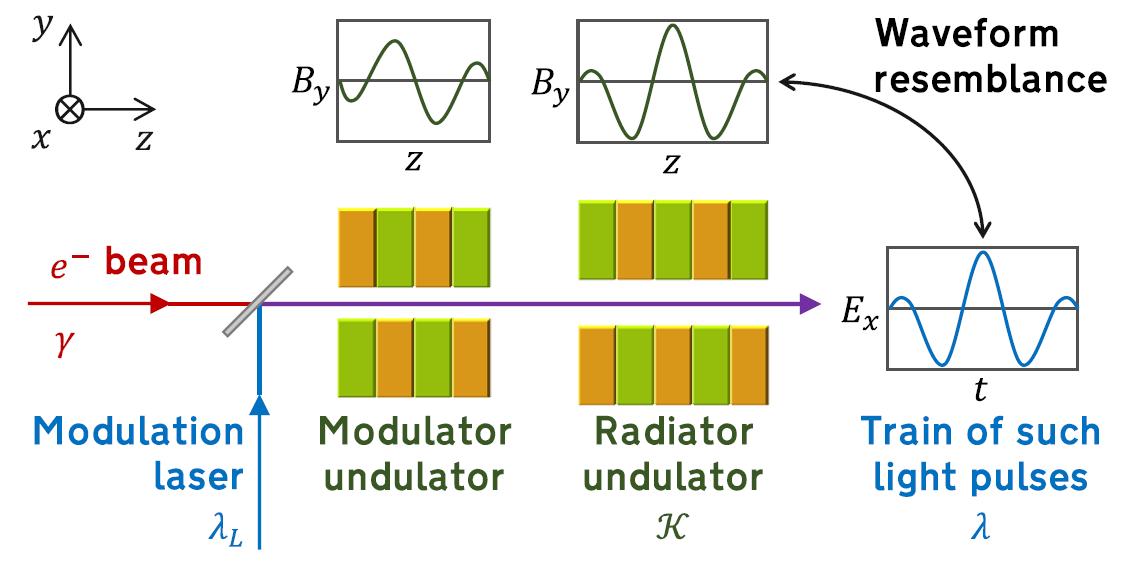 y
x
z
B_y
z
B_y
z
Waveform
resemblance
e⁻ beam
γ
E_x
t
Modulation
laser
λ_L
Modulator
undulator
Radiator
undulator
𝒦
Train of such
light pulses
λ